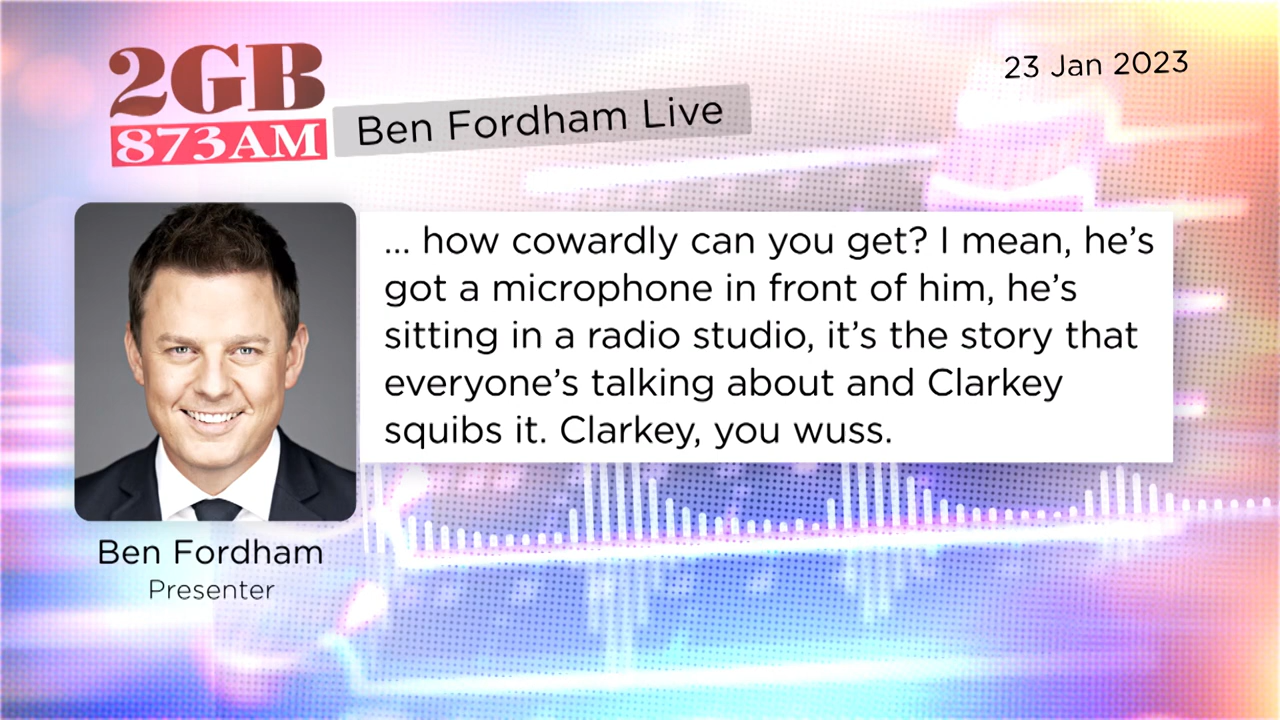 2GB
873AM
Ben Fordham Live
23 Jan 2023
... how cowardly can you get? I mean, he’s
got a microphone in front of him, he’s
sitting in a radio studio, it’s the story that
everyone’s talking about and Clarkey
squibs it. Clarkey, you wuss.
Ben Fordham
Presenter